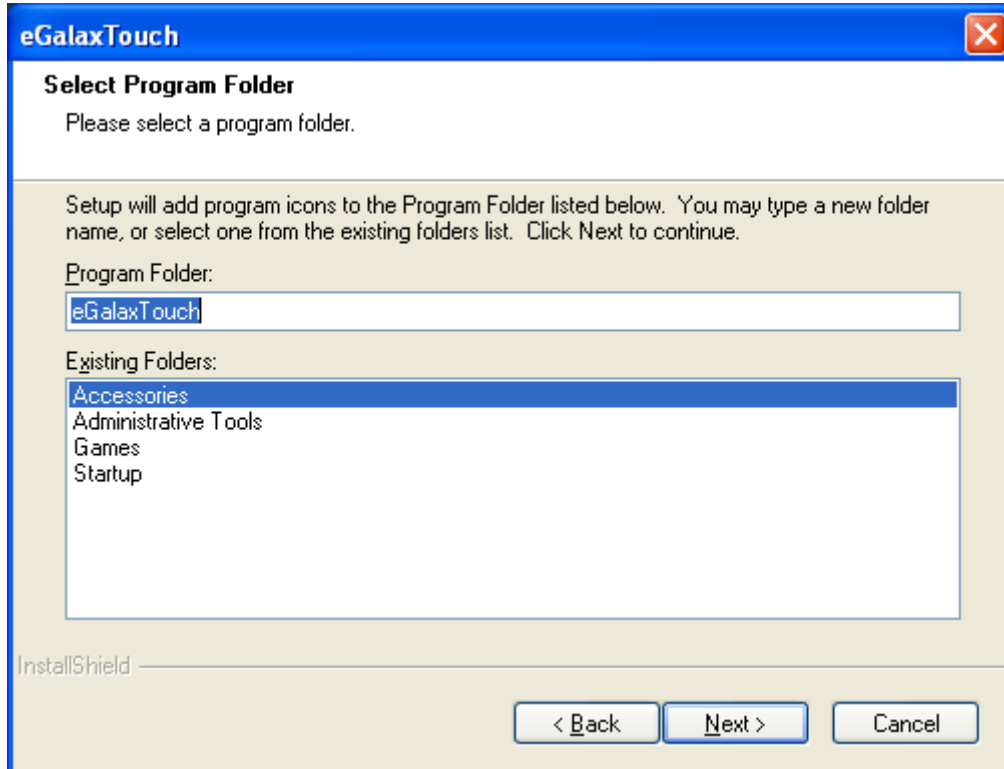 eGalaxTouch
Select Program Folder
Please select a program folder.
Setup will add program icons to the Program Folder listed below.  You may type a new folder
name, or select one from the existing folders list.  Click Next to continue.
Program Folder:
eGalaxTouch
Existing Folders:
Accessories
Administrative Tools
Games
Startup
InstallShield
< Back Next > Cancel